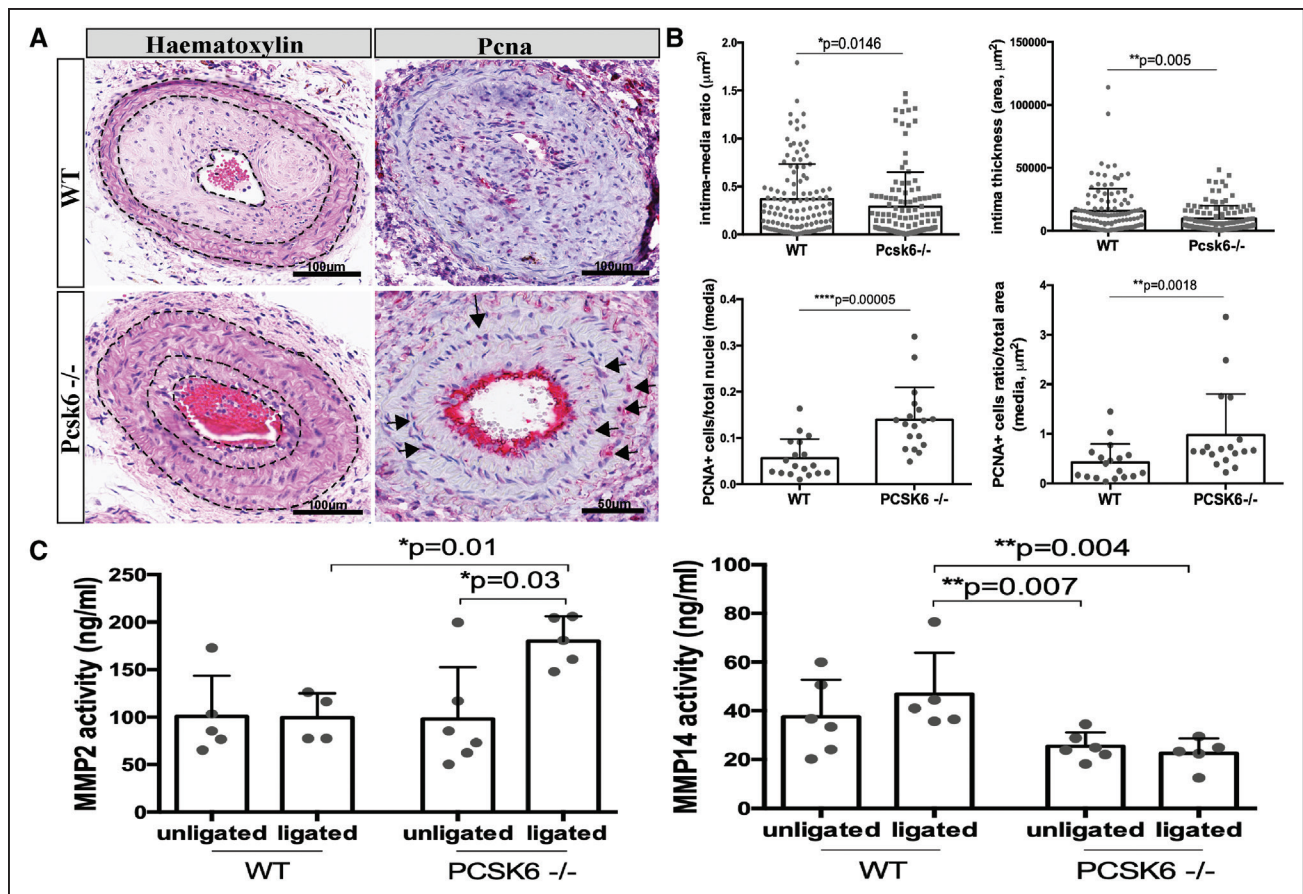 A
Haematoxylin
Pcna
WT
100μm
100μm
Pcsk6 -/-
100μm
50μm
B
*p=0.0146
intima-media ratio (μm2)
2.0
1.5
1.0
0.5
0.0
WT
Pcsk6-/-
**p=0.005
intima thickness (area, μm2)
150000
100000
50000
0
WT
Pcsk6-/-
****p=0.00005
PCNA+ cells/total nuclei (media)
0.4
0.3
0.2
0.1
0.0
WT
PCSK6 -/-
**p=0.0018
PCNA+ cells ratio/total area
(media, μm2)
4
3
2
1
0
WT
PCSK6-/-
C
*p=0.01
*p=0.03
MMP2 activity (ng/ml)
250
200
150
100
50
0
unligated ligated
unligated ligated
WT
PCSK6 -/-
**p=0.004
**p=0.007
MMP14 activity (ng/ml)
100
80
60
40
20
0
unligated ligated
unligated ligated
WT
PCSK6 -/-